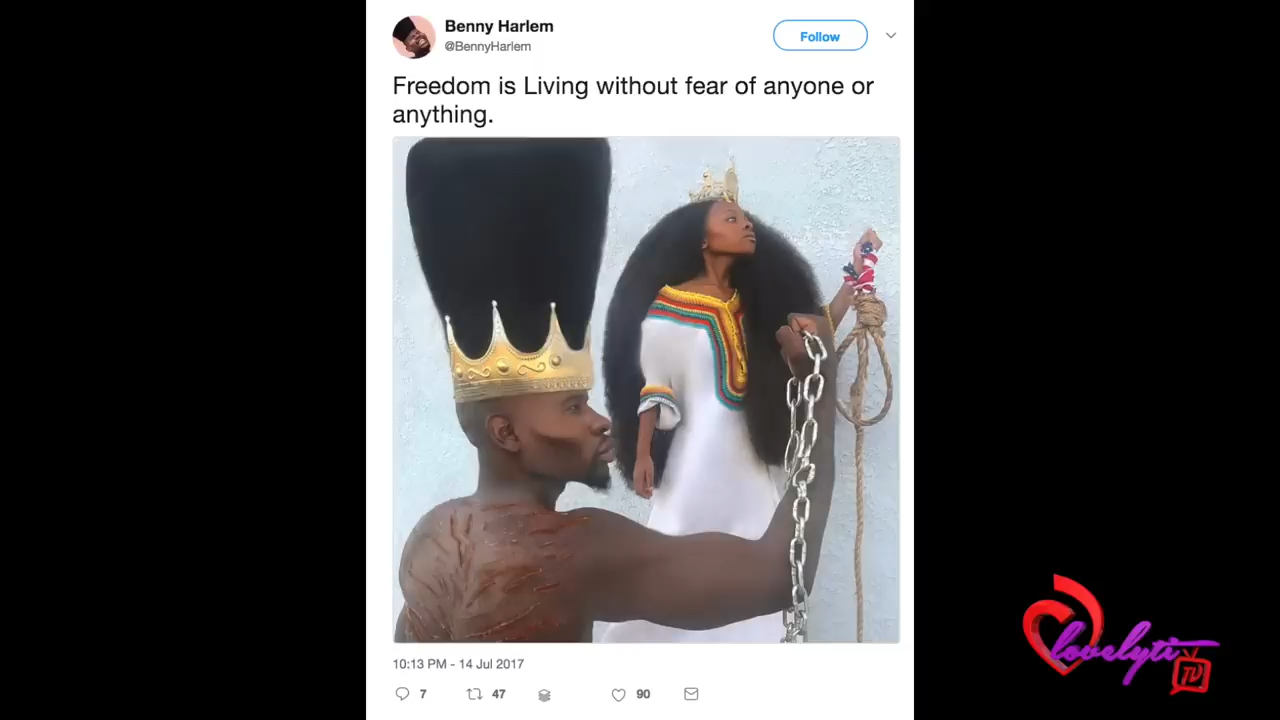 Benny Harlem
@BennyHarlem
Follow
Freedom is Living without fear of anyone or
anything.
10:13 PM - 14 Jul 2017
7
47
90
lovelyti
TV